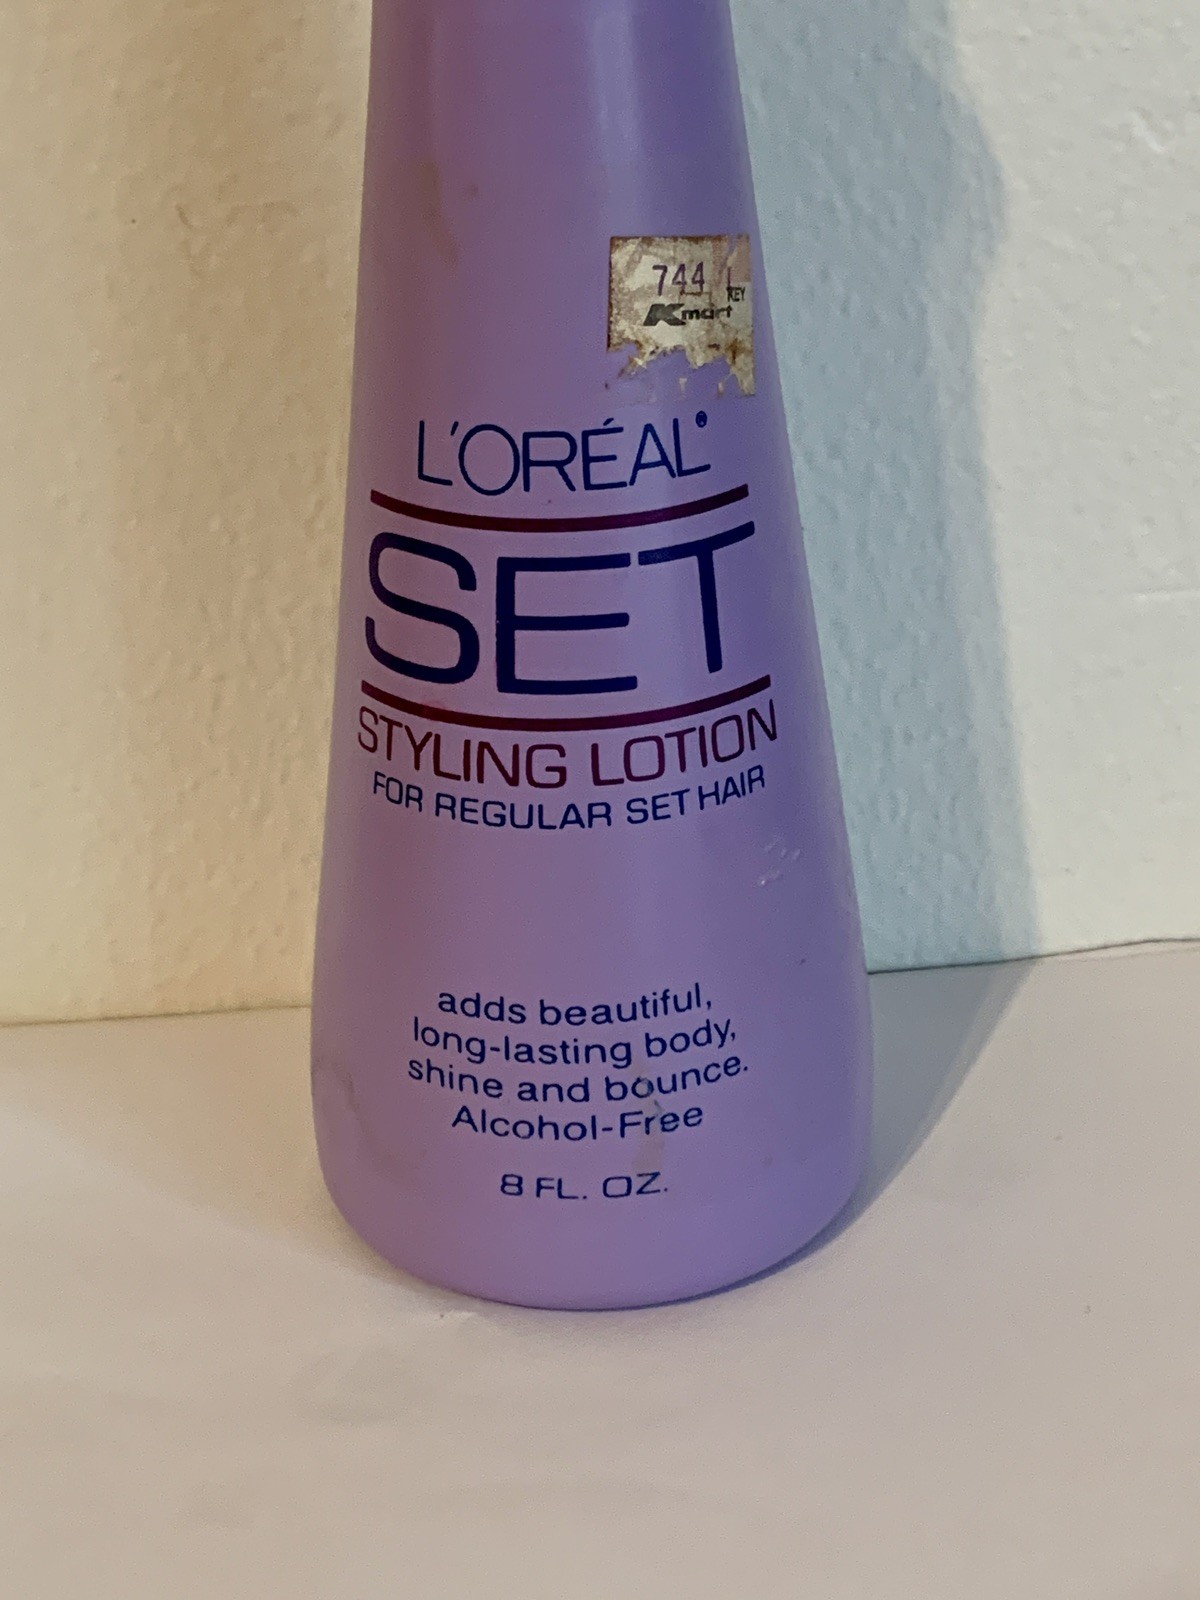 744
KEY
Kmart
L'ORÉAL®
SET
STYLING LOTION
FOR REGULAR SET HAIR
adds beautiful,
long-lasting body,
shine and bounce.
Alcohol-Free
8 FL. OZ.